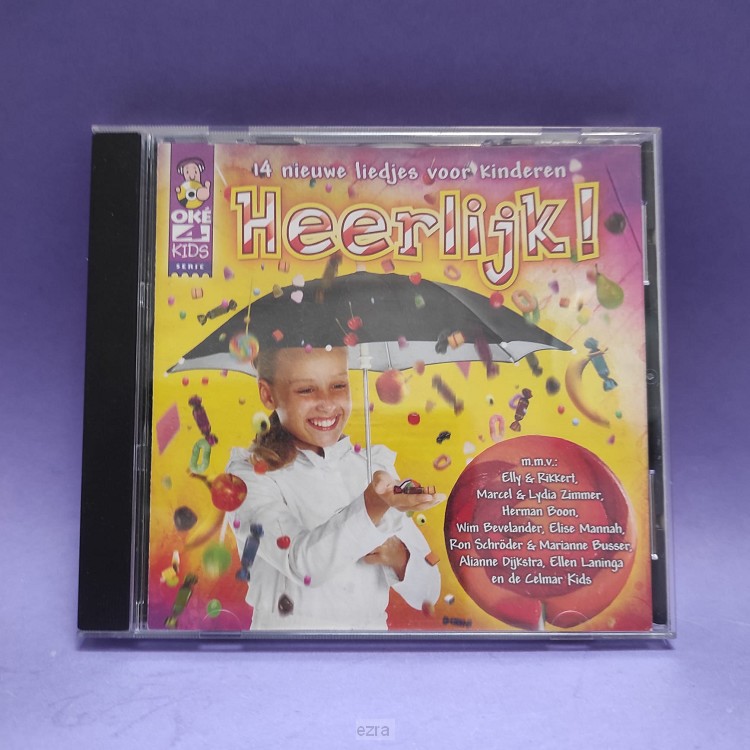 14 nieuwe liedjes voor kinderen
Heerlijk!
OKÉ
4
KIDS
SERIE
m.m.v.:
Elly & Rikkert,
Marcel & Lydia Zimmer,
Herman Boon,
Wim Bevelander, Elise Mannah,
Ron Schröder & Marianne Busser,
Alianne Dijkstra, Ellen Laninga
en de Celmar Kids
ezra